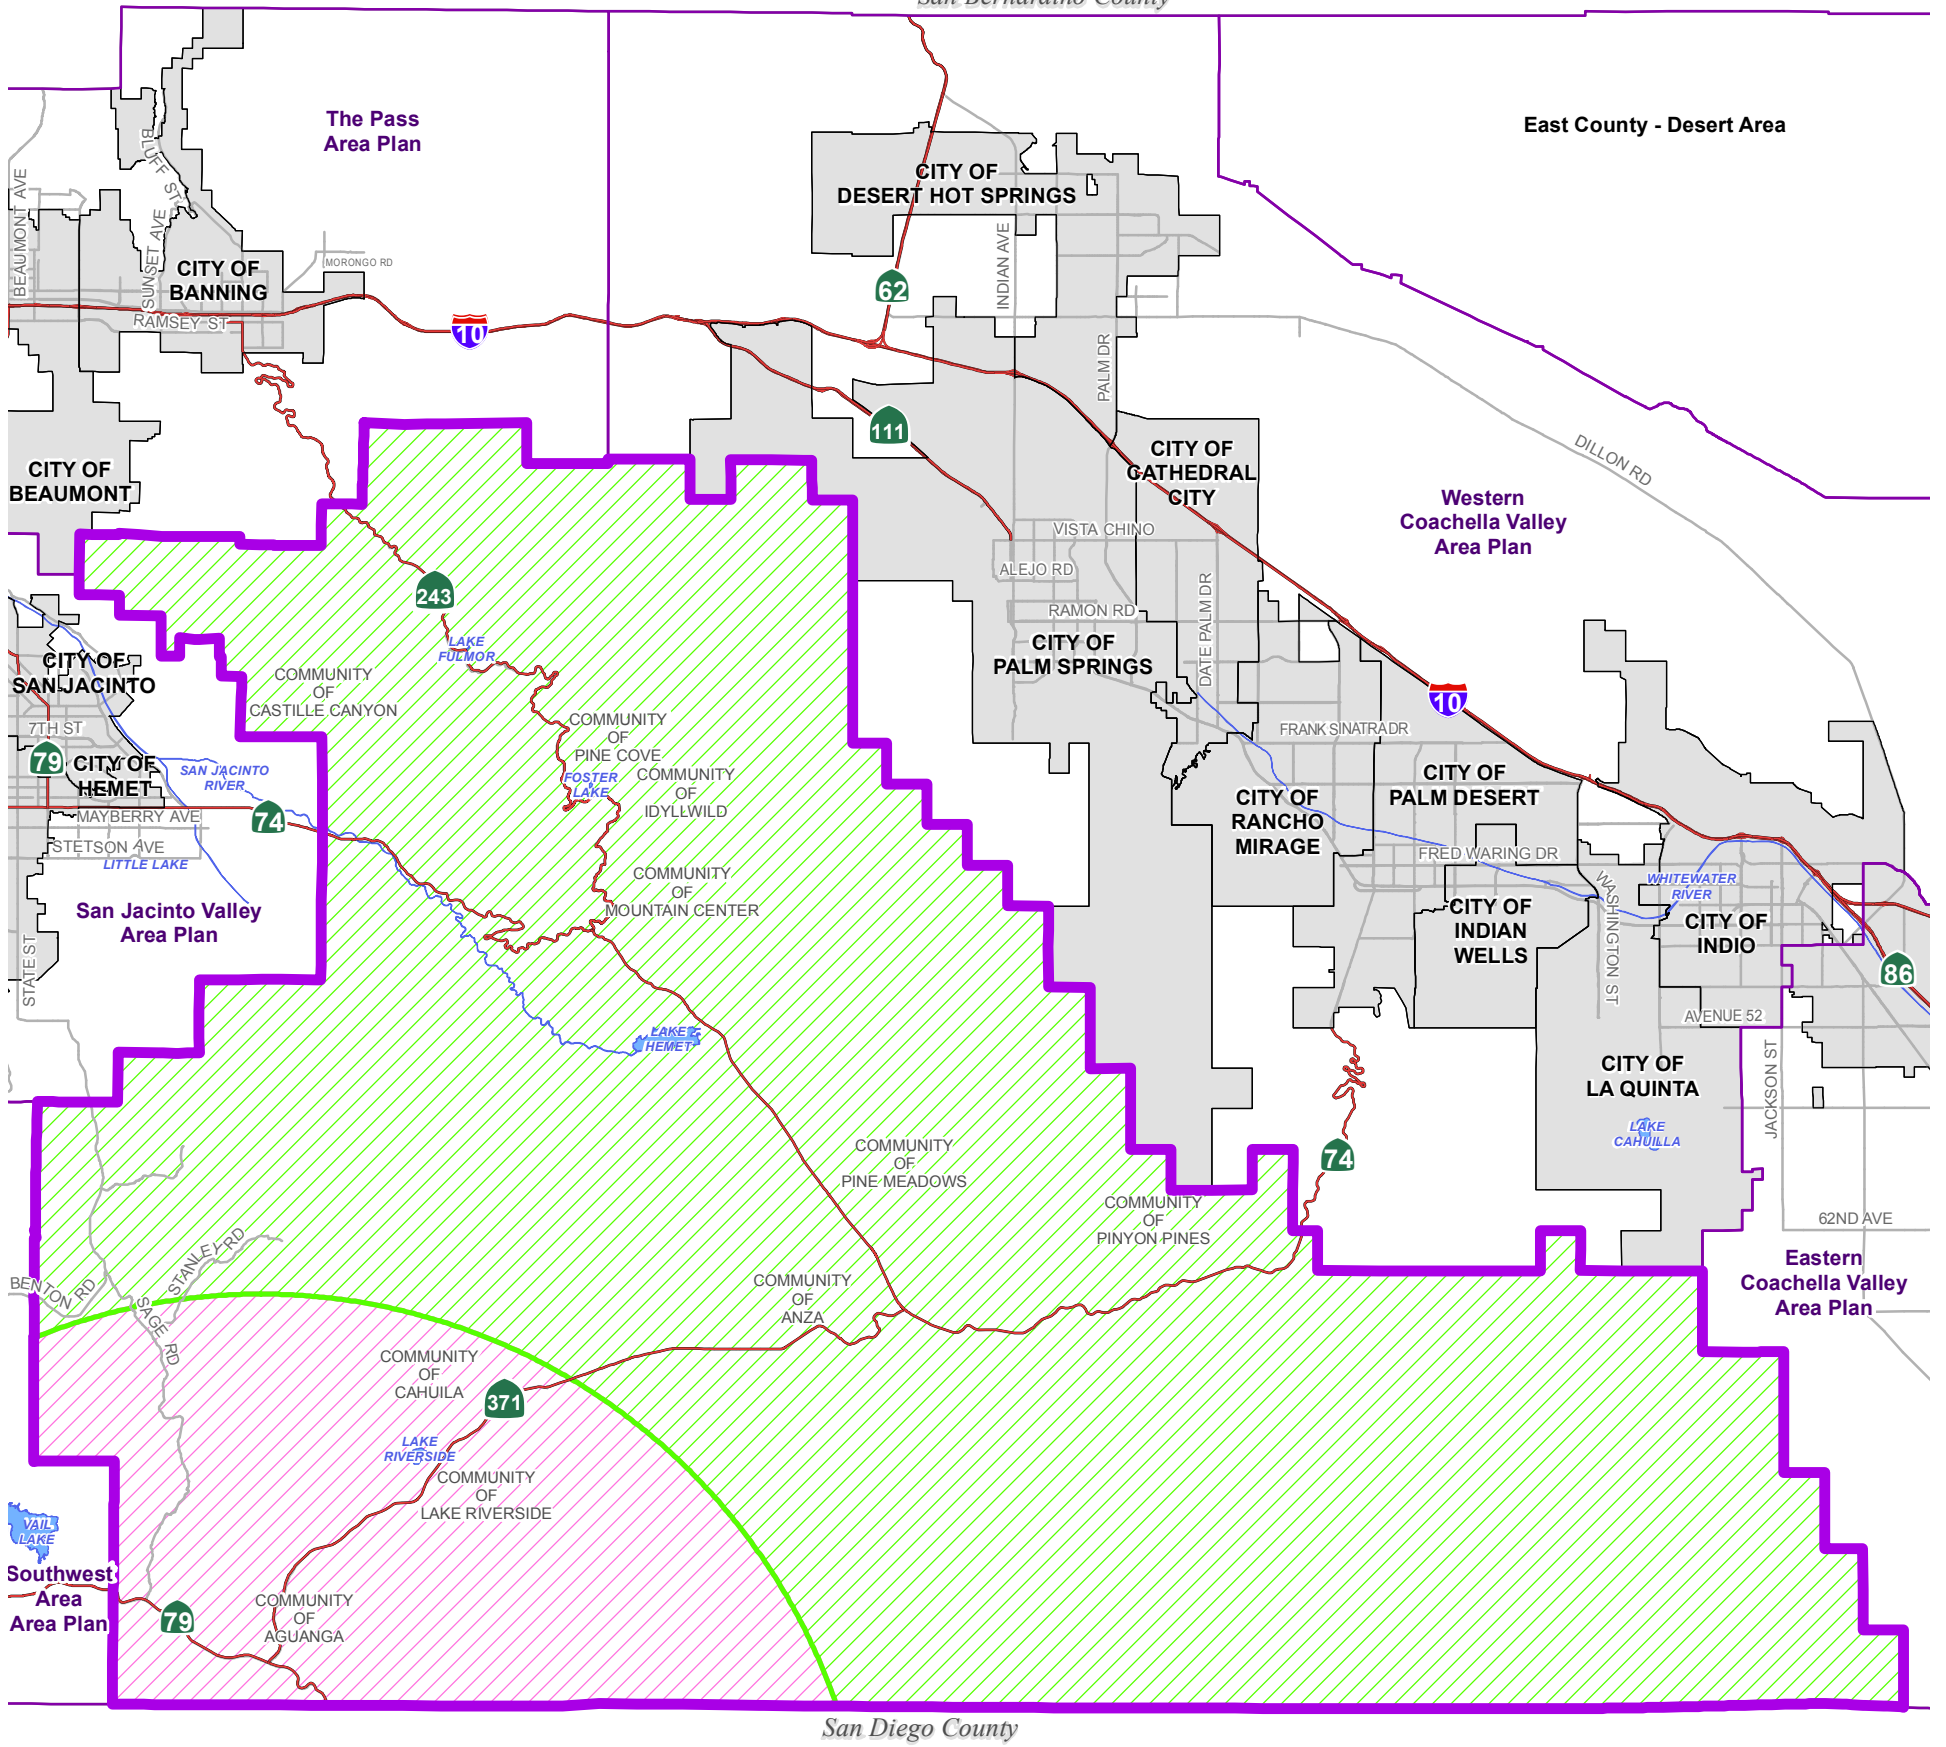 San Bernardino County
The Pass
Area Plan
East County - Desert Area
BLUFF ST
BEAUMONT AVE
SUNSET AVE
CITY OF
DESERT HOT SPRINGS
INDIAN AVE
MORONGO RD
CITY OF
BANNING
RAMSEY ST
10
62
PALM DR
111
CITY OF
BEAUMONT
CITY OF
CATHEDRAL
CITY
DILLON RD
Western
Coachella Valley
Area Plan
VISTA CHINO
ALEJO RD
RAMON RD
DATE PALM DR
CITY OF
PALM SPRINGS
243
LAKE
FULMOR
CITY OF
SAN JACINTO
COMMUNITY
OF
CASTILLE CANYON
10
7TH ST
79
CITY OF
HEMET
SAN JACINTO
RIVER
COMMUNITY
OF
PINE COVE
FOSTER
LAKE
COMMUNITY
OF
IDYLLWILD
FRANK SINATRA DR
CITY OF
PALM DESERT
CITY OF
RANCHO
MIRAGE
MAYBERRY AVE
74
STETSON AVE
LITTLE LAKE
FRED WARING DR
WASHINGTON ST
WHITEWATER
RIVER
COMMUNITY
OF
MOUNTAIN CENTER
San Jacinto Valley
Area Plan
STATE ST
CITY OF
INDIAN
WELLS
CITY OF
INDIO
86
AVENUE 52
LAKE
HEMET
CITY OF
LA QUINTA
JACKSON ST
LAKE
CAHUILLA
COMMUNITY
OF
PINE MEADOWS
74
COMMUNITY
OF
PINYON PINES
62ND AVE
STANLEY RD
BENTON RD
SAGE RD
COMMUNITY
OF
ANZA
Eastern
Coachella Valley
Area Plan
COMMUNITY
OF
CAHUILA
371
LAKE
RIVERSIDE
COMMUNITY
OF
LAKE RIVERSIDE
VAIL
LAKE
Southwest
Area
Area Plan
79
COMMUNITY
OF
AGUANGA
San Diego County